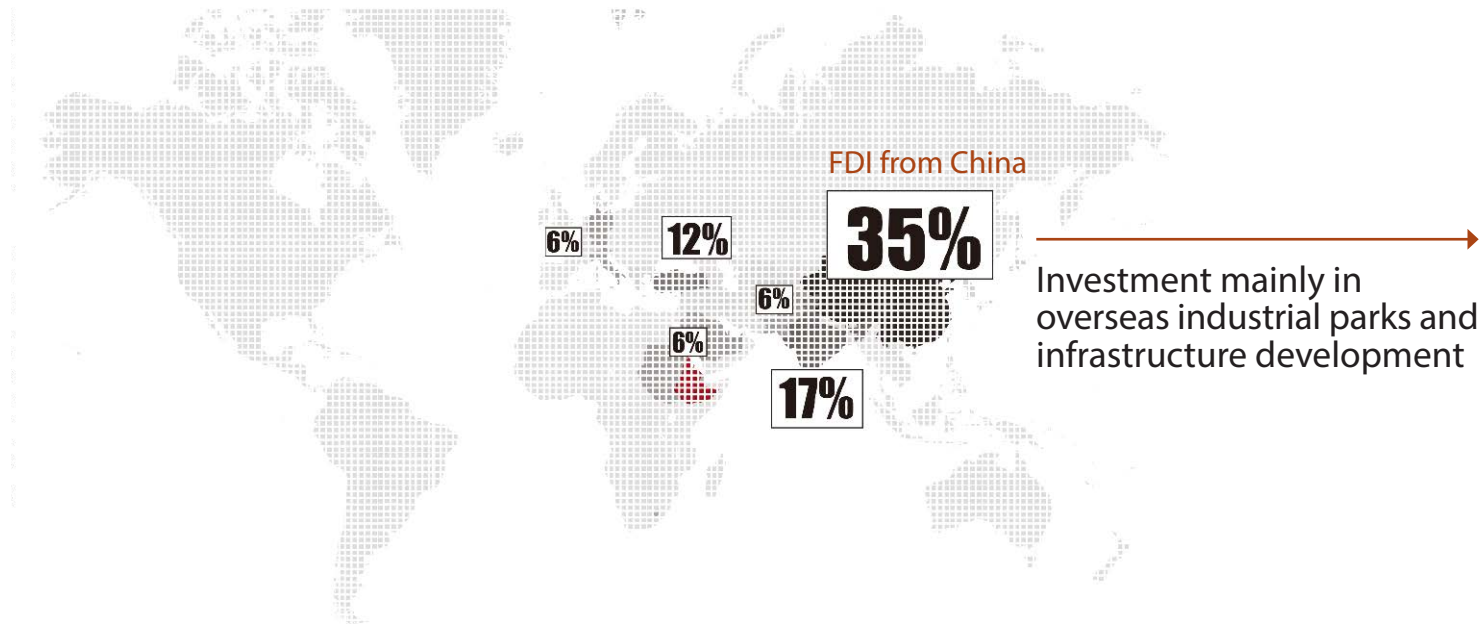 FDI from China
35%
6%
12%
6%
6%
17%
Investment mainly in
overseas industrial parks and
infrastructure development